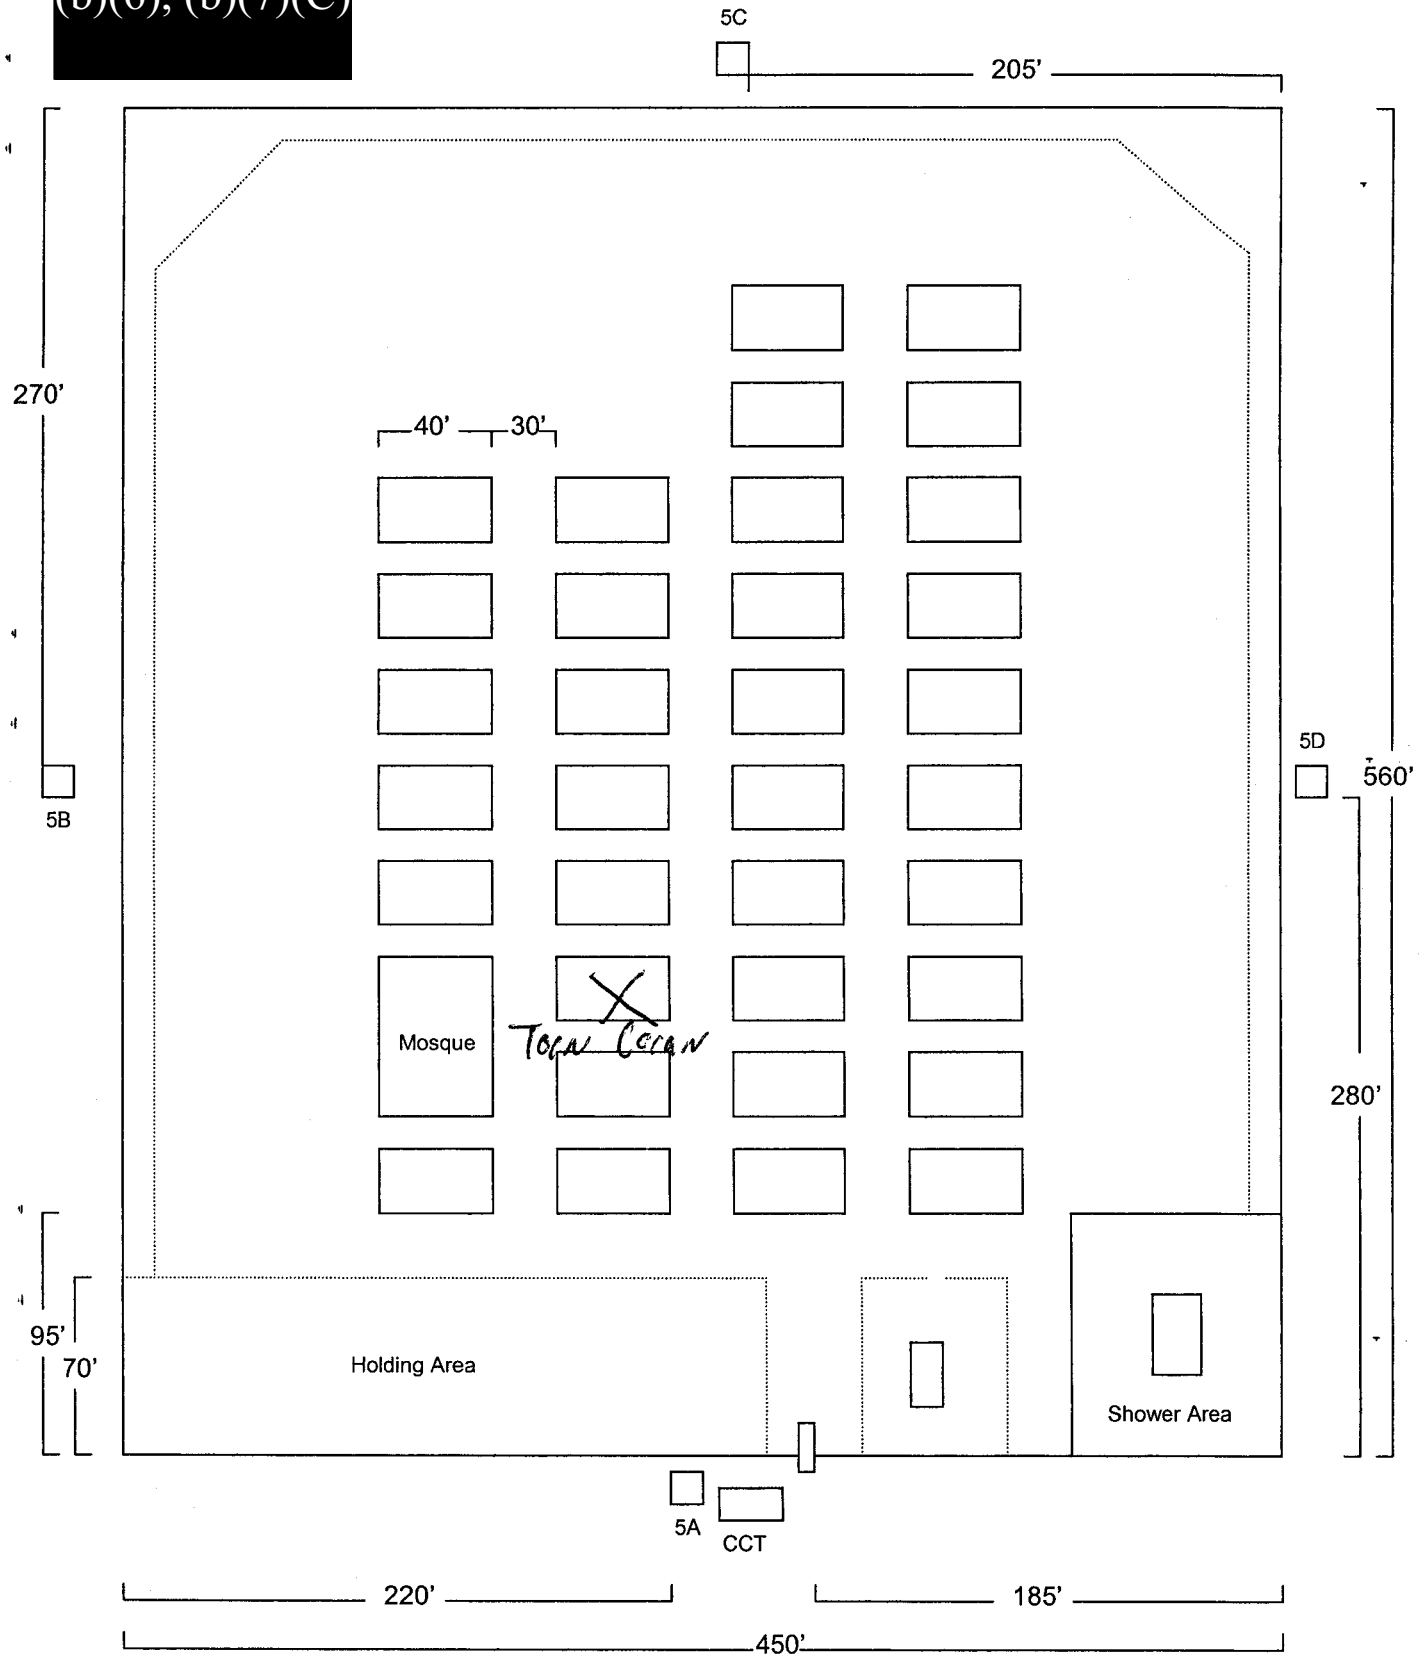 (b)(6), (b)(7)(C)
5C
205'
270'
40' 30'
5D
560'
5B
Mosque
Torn Coran
280'
95'
70'
Holding Area
Shower Area
5A
CCT
220'
185'
450'